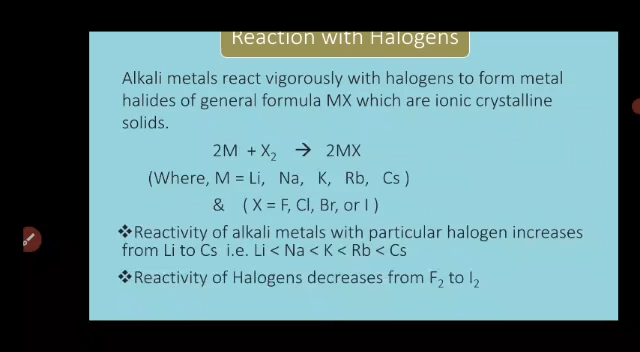 Reaction with Halogens
Alkali metals react vigorously with halogens to form metal
halides of general formula MX which are ionic crystalline
solids.
2M + X₂ → 2MX
(Where, M = Li, Na, K, Rb, Cs )
& ( X = F, Cl, Br, or I )
❖Reactivity of alkali metals with particular halogen increases
from Li to Cs i.e. Li < Na < K < Rb < Cs
❖Reactivity of Halogens decreases from F₂ to I₂